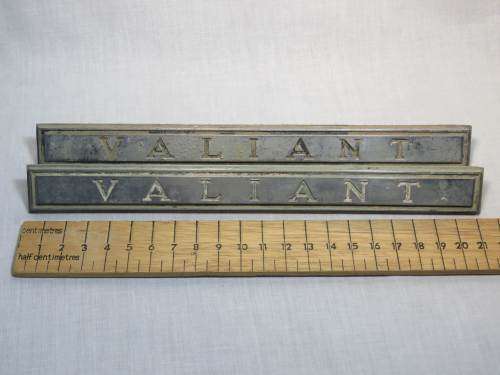 VALIANT
VALIANT.
centimetres
1 2 3 4 5 6 7 8 9 10 11 12 13 14 15 16 17 18 19 20 21
half centimetres